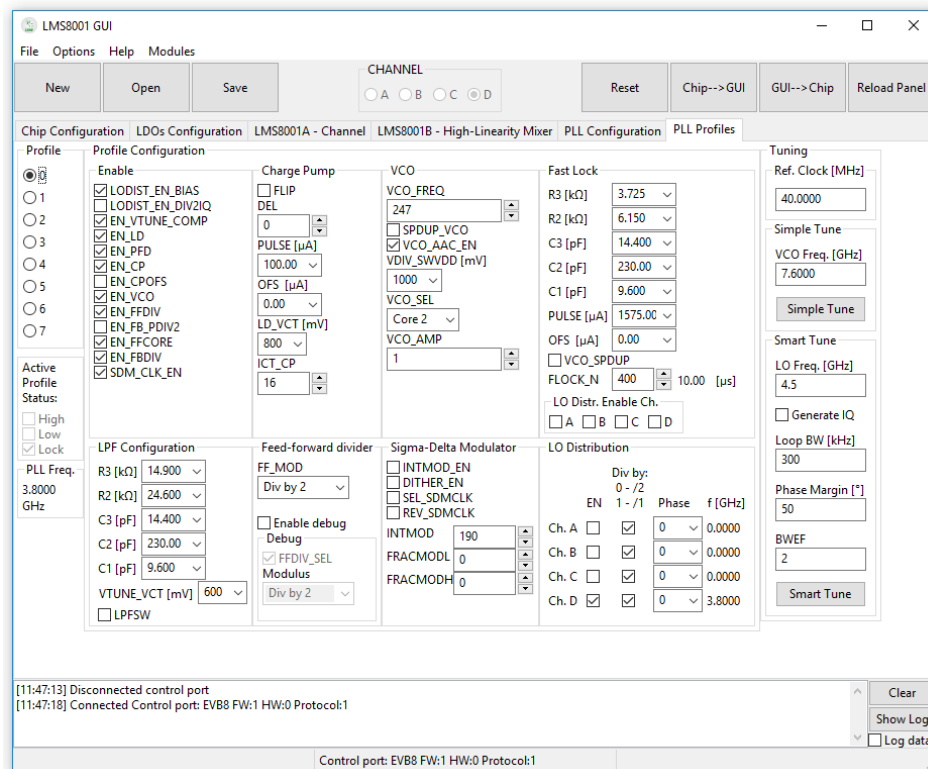 LMS8001 GUI
File Options Help Modules
New Open Save
CHANNEL
A B C D
Reset Chip-->GUI GUI-->Chip Reload Panel
Chip Configuration LDOs Configuration LMS8001A - Channel LMS8001B - High-Linearity Mixer PLL Configuration PLL Profiles
Profile
0
1
2
3
4
5
6
7
Active
Profile
Status:
High
Low
Lock
PLL Freq.
3.8000
GHz
Profile Configuration
Enable
LODIST_EN_BIAS
LODIST_EN_DIV2IQ
EN_VTUNE_COMP
EN_LD
EN_PFD
EN_CP
EN_CPOFS
EN_VCO
EN_FFDIV
EN_FB_PDIV2
EN_FFCORE
EN_FBDIV
SDM_CLK_EN
Charge Pump
FLIP
DEL
0
PULSE [µA]
100.00
OFS [µA]
0.00
LD_VCT [mV]
800
ICT_CP
16
VCO
VCO_FREQ
247
SPDUP_VCO
VCO_AAC_EN
VDIV_SWVDD [mV]
1000
VCO_SEL
Core 2
VCO_AMP
1
Fast Lock
R3 [kΩ] 3.725
R2 [kΩ] 6.150
C3 [pF] 14.400
C2 [pF] 230.00
C1 [pF] 9.600
PULSE [µA] 1575.00
OFS [µA] 0.00
VCO_SPDUP
FLOCK_N 400 10.00 [µs]
LO Distr. Enable Ch.
A B C D
LPF Configuration
R3 [kΩ] 14.900
R2 [kΩ] 24.600
C3 [pF] 14.400
C2 [pF] 230.00
C1 [pF] 9.600
VTUNE_VCT [mV] 600
LPFSW
Feed-forward divider
FF_MOD
Div by 2
Enable debug
Debug
FFDIV_SEL
Modulus
Div by 2
Sigma-Delta Modulator
INTMOD_EN
DITHER_EN
SEL_SDMCLK
REV_SDMCLK
INTMOD 190
FRACMODL 0
FRACMODH 0
LO Distribution
Div by:
0 - /2
EN 1 - /1 Phase f [GHz]
Ch. A 0 0.0000
Ch. B 0 0.0000
Ch. C 0 0.0000
Ch. D 0 3.8000
Tuning
Ref. Clock [MHz]
40.0000
Simple Tune
VCO Freq. [GHz]
7.6000
Simple Tune
Smart Tune
LO Freq. [GHz]
4.5
Generate IQ
Loop BW [kHz]
300
Phase Margin [°]
50
BWEF
2
Smart Tune
[11:47:13] Disconnected control port
[11:47:18] Connected Control port: EVB8 FW:1 HW:0 Protocol:1
Clear
Show Log
Log data
Control port: EVB8 FW:1 HW:0 Protocol:1